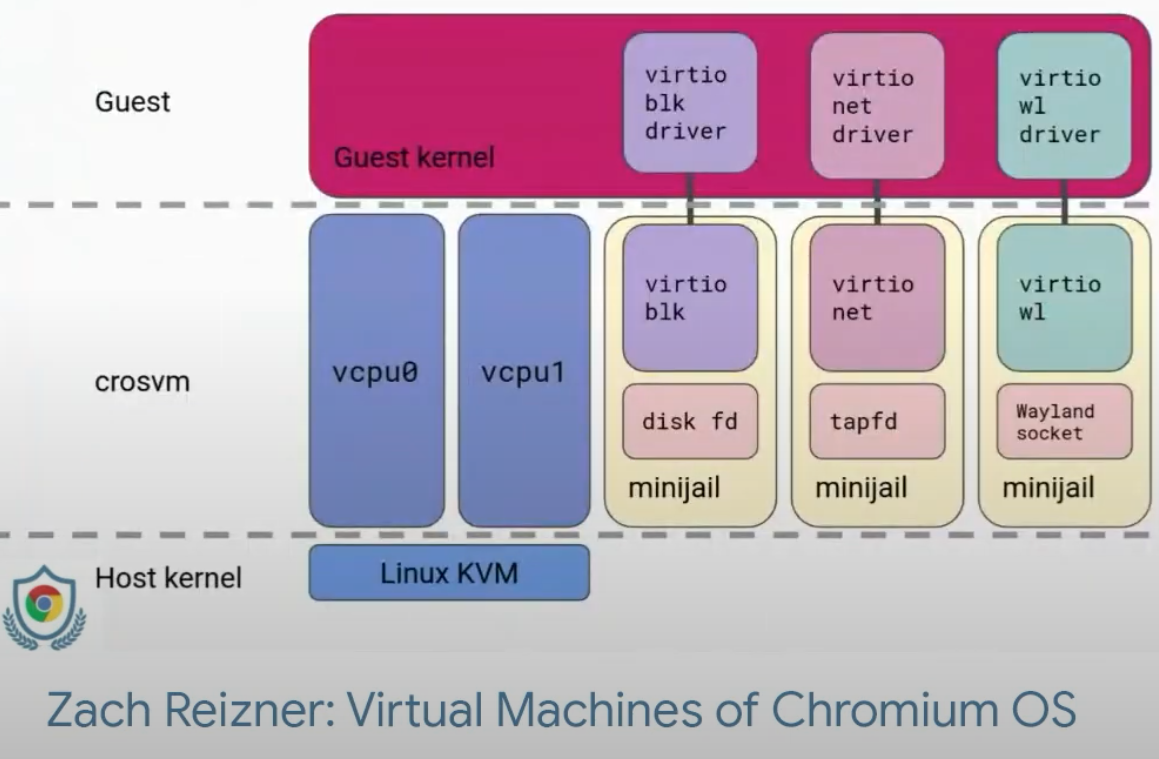 Guest
Guest kernel
virtio
blk
driver
virtio
net
driver
virtio
wl
driver
crosvm
vcpu0
vcpu1
virtio
blk
disk fd
minijail
virtio
net
tapfd
minijail
virtio
wl
Wayland
socket
minijail
Host kernel
Linux KVM
Zach Reizner: Virtual Machines of Chromium OS